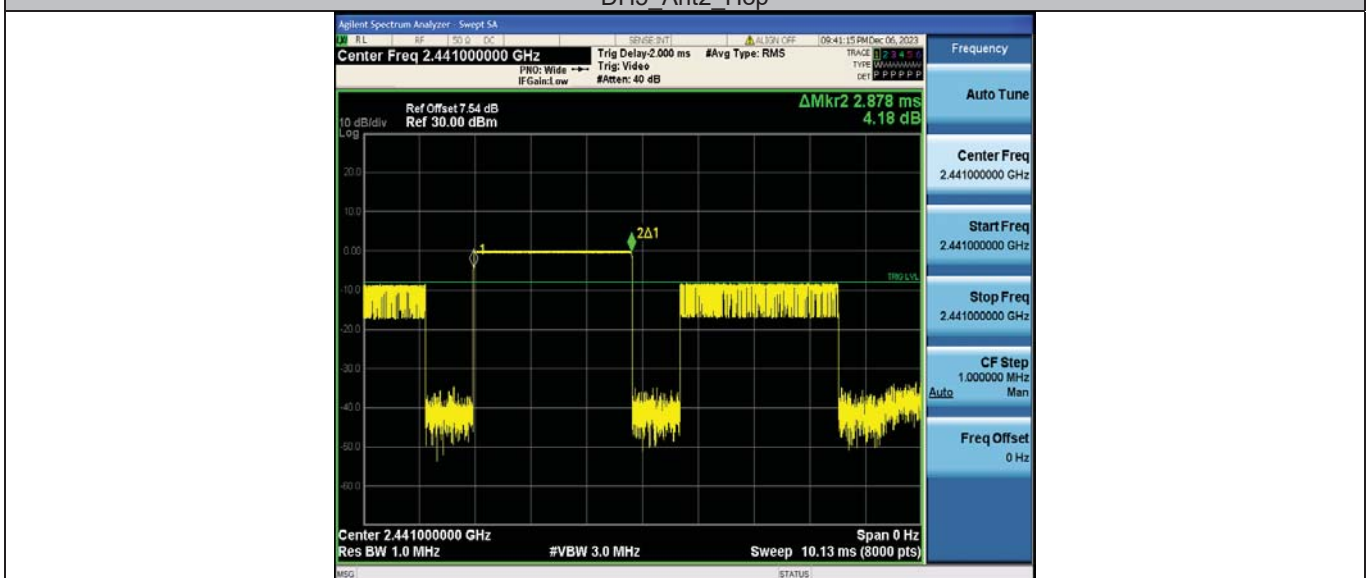 DH5_Ant2_Hop
Agilent Spectrum Analyzer - Swept SA
RL RF 50 Ω DC SENSE:INT ALIGN OFF 09:41:15 PM Dec 06, 2023
Center Freq 2.441000000 GHz
PNO: Wide
IFGain:Low
Trig Delay-2.000 ms
Trig: Video
#Atten: 40 dB
#Avg Type: RMS
TRACE 1 2 3 4 5 6
TYPE
DET P P P P P P
Ref Offset 7.54 dB
10 dB/div Ref 30.00 dBm
Log
ΔMkr2 2.878 ms
4.18 dB
20.0
10.0
0.00
-10.0
-20.0
-30.0
-40.0
-50.0
-60.0
1
2Δ1
TRIG LVL
Center 2.441000000 GHz Span 0 Hz
Res BW 1.0 MHz #VBW 3.0 MHz Sweep 10.13 ms (8000 pts)
MSG STATUS
Frequency
Auto Tune
Center Freq
2.441000000 GHz
Start Freq
2.441000000 GHz
Stop Freq
2.441000000 GHz
CF Step
1.000000 MHz
Auto Man
Freq Offset
0 Hz